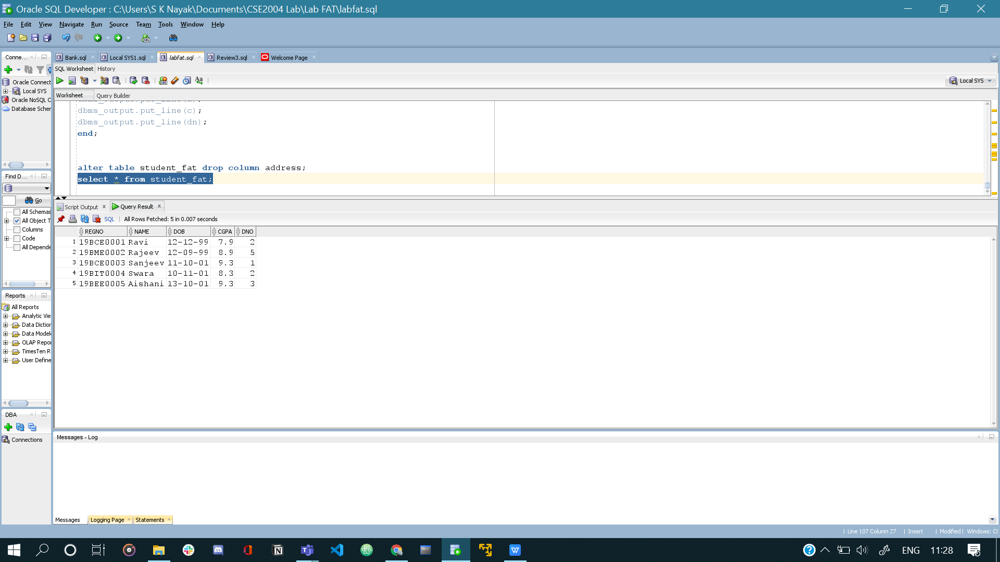 Oracle SQL Developer : C:\Users\S K Nayak\Documents\CSE2004 Lab\Lab FAT\labfat.sql
File Edit View Navigate Run Source Team Tools Window Help
Conne...
Bank.sql Local SYS1.sql labfat.sql Review3.sql Welcome Page
SQL Worksheet History
Oracle Connect
Local SYS
Oracle NoSQL C
Database Scher
Local SYS
Worksheet Query Builder
dbms_output.put_line(c);
dbms_output.put_line(dn);
end;
alter table student_fat drop column address;
select * from student_fat;
Find D...
Go
All Schemas
All Object T
Columns
Code
All Depende
Script Output Query Result
SQL All Rows Fetched: 5 in 0.007 seconds
REGNO NAME DOB CGPA DNO
1 19BCE0001 Ravi 12-12-99 7.9 2
2 19BME0002 Rajeev 12-09-99 8.9 5
3 19BCE0003 Sanjeev 11-10-01 9.3 1
4 19BIT0004 Swara 10-11-01 8.3 2
5 19BEE0005 Aishani 13-10-01 9.3 3
Reports
All Reports
Analytic Vie
Data Diction
Data Modele
OLAP Repor
TimesTen R
User Define
DBA
Connections
Messages - Log
Messages Logging Page Statements
Line 107 Column 27 Insert Modified Windows: Cl
ENG 11:28